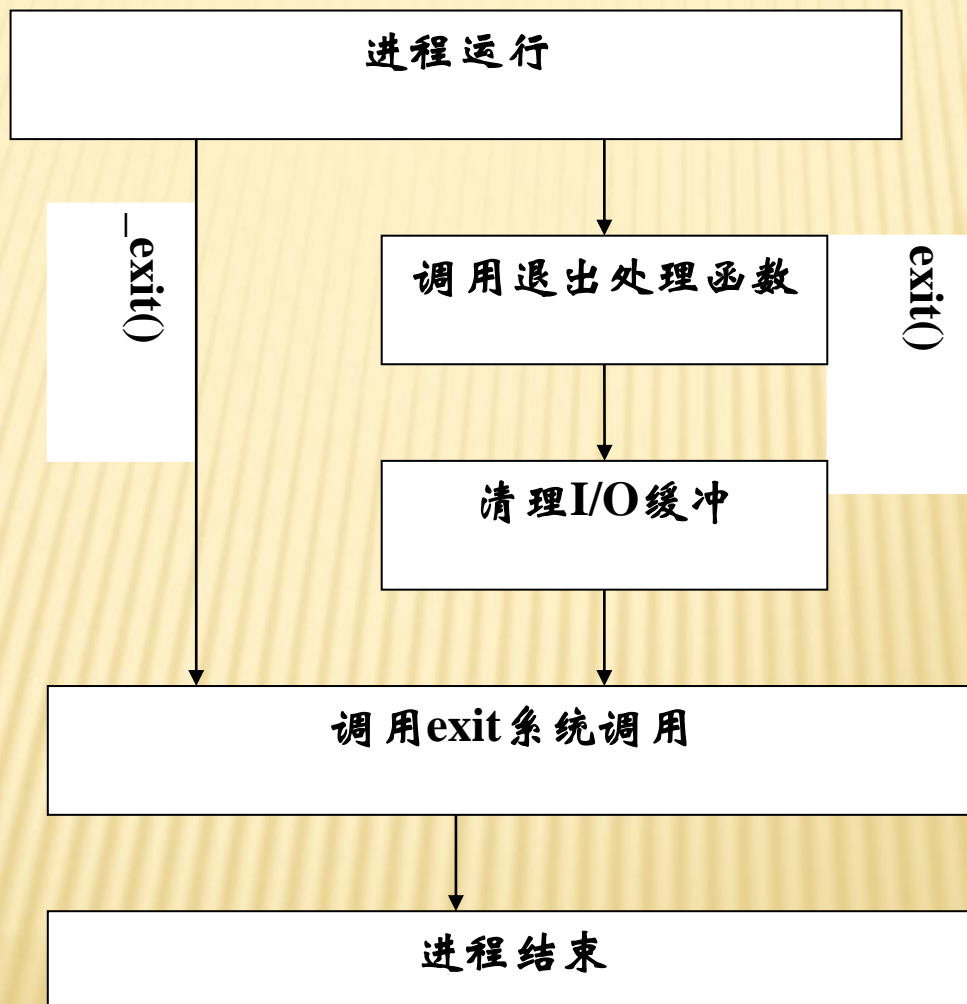 进程运行
_exit()
调用退出处理函数
exit()
清理I/O缓冲
调用exit系统调用
进程结束